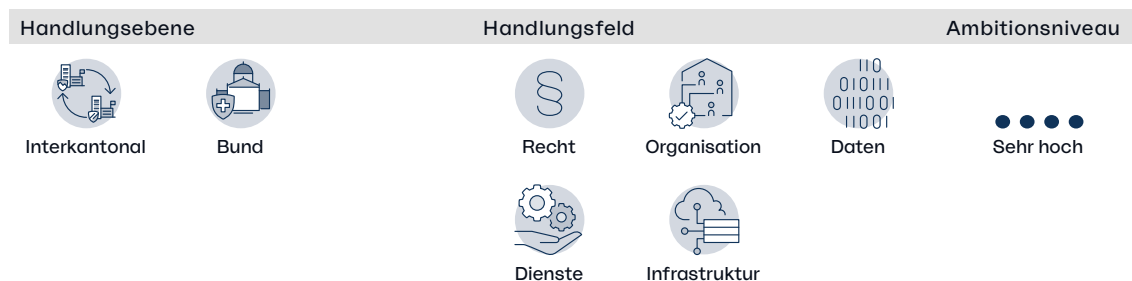 Handlungsebene Handlungsfeld Ambitionsniveau
Interkantonal Bund Recht Organisation Daten Sehr hoch
Dienste Infrastruktur